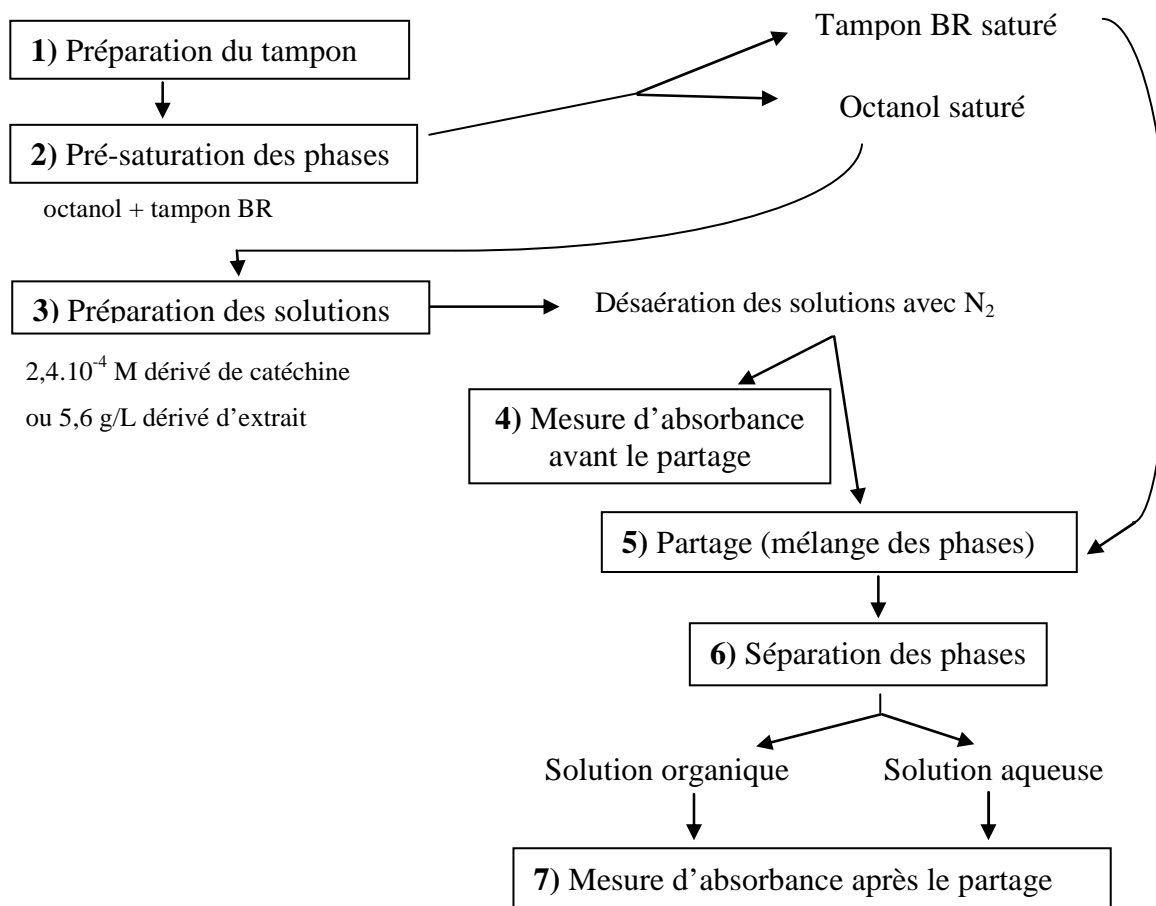 1) Préparation du tampon
Tampon BR saturé
Octanol saturé
2) Pré-saturation des phases
octanol + tampon BR
3) Préparation des solutions
Désaération des solutions avec N₂
2,4.10⁻⁴ M dérivé de catéchine
ou 5,6 g/L dérivé d'extrait
4) Mesure d'absorbance
avant le partage
5) Partage (mélange des phases)
6) Séparation des phases
Solution organique
Solution aqueuse
7) Mesure d'absorbance après le partage